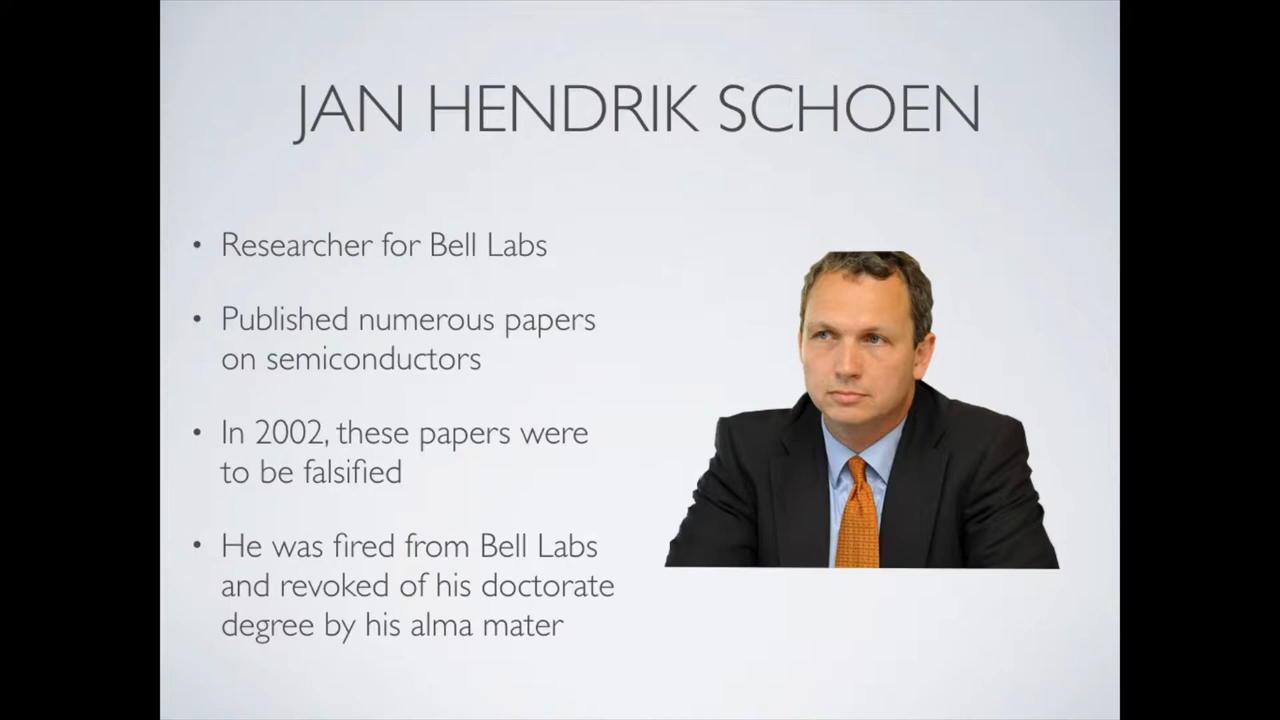 JAN HENDRIK SCHOEN
• Researcher for Bell Labs
• Published numerous papers
on semiconductors
• In 2002, these papers were
to be falsified
• He was fired from Bell Labs
and revoked of his doctorate
degree by his alma mater